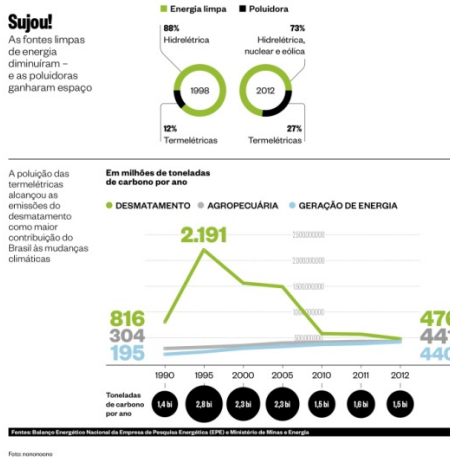 Sujou!
As fontes limpas
de energia
diminuíram –
e as poluidoras
ganharam espaço
Energia limpa
Poluidora
88%
Hidrelétrica
1998
12%
Termelétricas
73%
Hidrelétrica,
nuclear e eólica
2012
27%
Termelétricas
A poluição das
termelétricas
alcançou as
emissões do
desmatamento
como maior
contribuição do
Brasil às mudanças
climáticas
Em milhões de toneladas
de carbono por ano
DESMATAMENTO AGROPECUÁRIA GERAÇÃO DE ENERGIA
2.191
816
304
195
476
441
440
1990 1995 2000 2005 2010 2011 2012
Toneladas
de carbono
por ano
1,4 bi 2,8 bi 2,3 bi 2,3 bi 1,5 bi 1,6 bi 1,5 bi
Fontes: Balanço Energético Nacional da Empresa de Pesquisa Energética (EPE) e Ministério de Minas e Energia